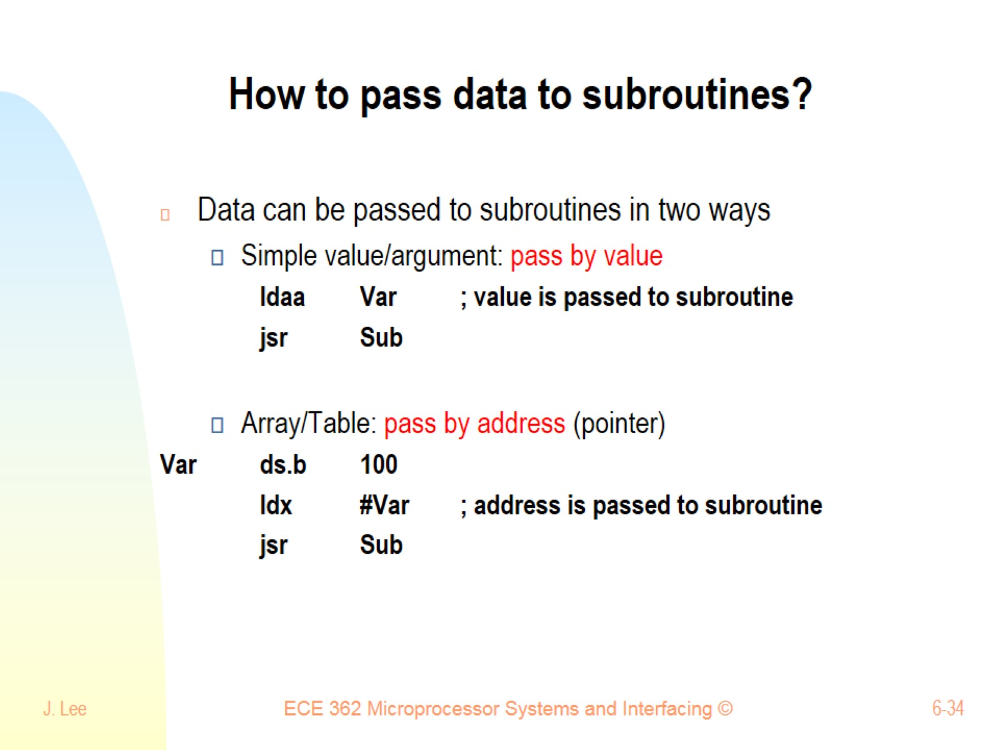 How to pass data to subroutines?
Data can be passed to subroutines in two ways
Simple value/argument: pass by value
ldaa Var ; value is passed to subroutine
jsr Sub
Array/Table: pass by address (pointer)
Var ds.b 100
ldx #Var ; address is passed to subroutine
jsr Sub
J. Lee ECE 362 Microprocessor Systems and Interfacing © 6-34